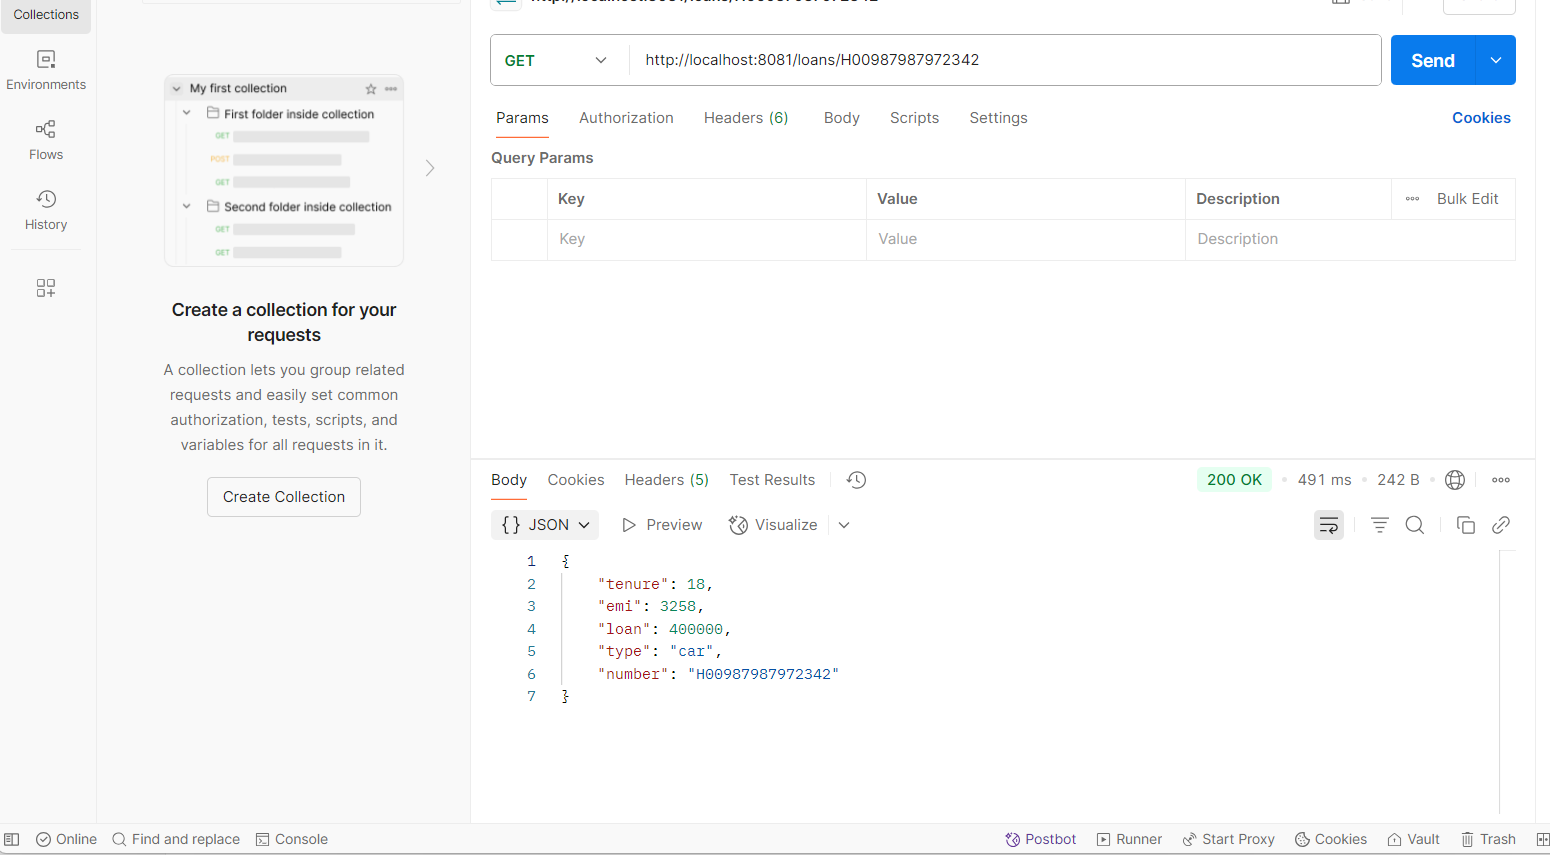 Collections
Environments
Flows
History
My first collection
First folder inside collection
GET
POST
GET
Second folder inside collection
GET
GET
Create a collection for your
requests
A collection lets you group related
requests and easily set common
authorization, tests, scripts, and
variables for all requests in it.
Create Collection
GET
http://localhost:8081/loans/H00987987972342
Send
Params Authorization Headers (6) Body Scripts Settings Cookies
Query Params
Key Value Description Bulk Edit
Key Value Description
Body Cookies Headers (5) Test Results 200 OK 491 ms 242 B
{} JSON Preview Visualize
1 {
2 "tenure": 18,
3 "emi": 3258,
4 "loan": 400000,
5 "type": "car",
6 "number": "H00987987972342"
7 }
Online Find and replace Console Postbot Runner Start Proxy Cookies Vault Trash